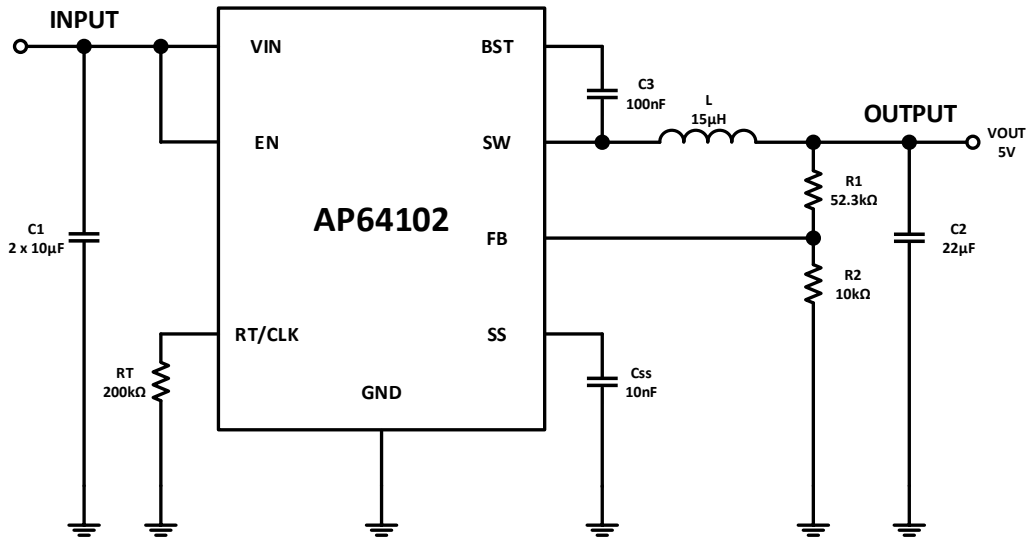 INPUT
VIN
BST
C3
100nF
L
15µH
OUTPUT
VOUT
5V
EN
SW
R1
52.3kΩ
AP64102
C1
2 x 10µF
FB
C2
22µF
R2
10kΩ
RT/CLK
SS
RT
200kΩ
Css
10nF
GND